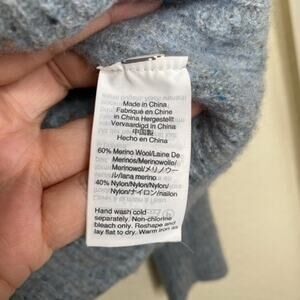 Made in China
Fabriqué en Chine
In China Hergestellt
Vervaardigd in China
中国製
Hecho en China
60% Merino Wool/Laine De
Merinos/Merinowolle/
Merinowol/メリノウー
ル/lana merino
40% Nylon/Nylon/Nylon/
Nylon/ナイロン/nailon
Hand wash cold
separately. Non-chlorine
bleach only. Reshape and
lay flat to dry. Warm iron as